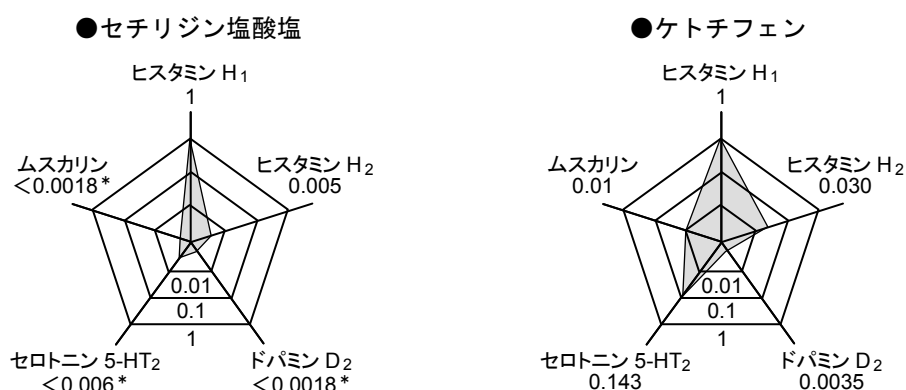 ●セチリジン塩酸塩
ヒスタミン H1
1
ムスカリン
<0.0018*
ヒスタミン H2
0.005
0.01
0.1
1
セロトニン 5-HT2
<0.006*
ドパミン D2
<0.0018*
●ケトチフェン
ヒスタミン H1
1
ムスカリン
0.01
ヒスタミン H2
0.030
0.01
0.1
1
セロトニン 5-HT2
0.143
ドパミン D2
0.0035